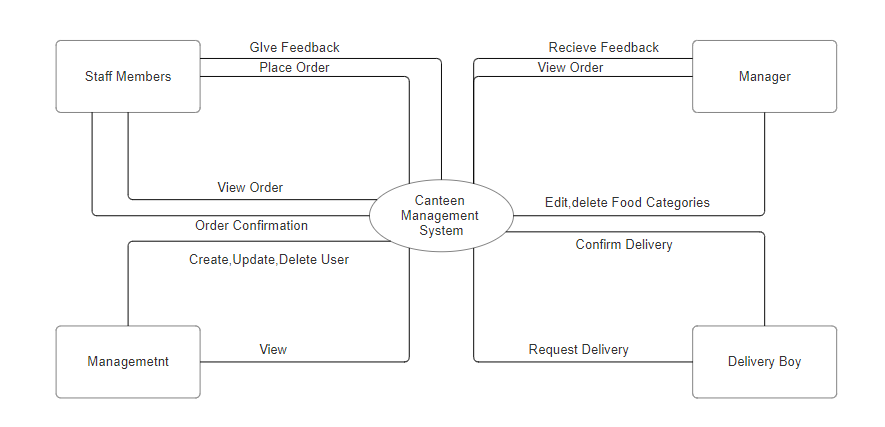 GIve Feedback
Recieve Feedback
Place Order
View Order
Staff Members
Manager
View Order
Canteen
Management
System
Edit,delete Food Categories
Order Confirmation
Confirm Delivery
Create,Update,Delete User
View
Request Delivery
Managemetnt
Delivery Boy